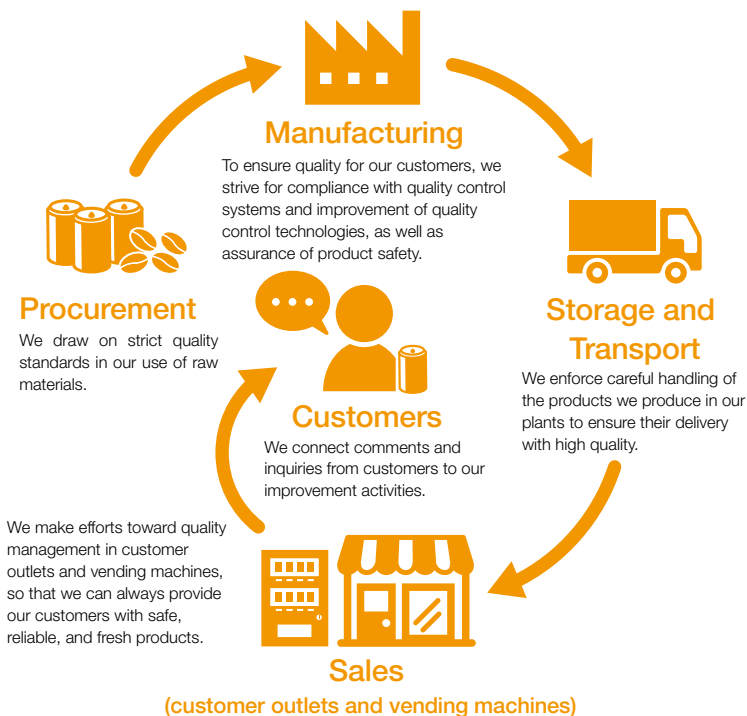 Manufacturing
To ensure quality for our customers, we
strive for compliance with quality control
systems and improvement of quality
control technologies, as well as
assurance of product safety.
Procurement
We draw on strict quality
standards in our use of raw
materials.
Storage and
Transport
We enforce careful handling of
the products we produce in our
plants to ensure their delivery
with high quality.
Customers
We connect comments and
inquiries from customers to our
improvement activities.
We make efforts toward quality
management in customer
outlets and vending machines,
so that we can always provide
our customers with safe,
reliable, and fresh products.
Sales
(customer outlets and vending machines)